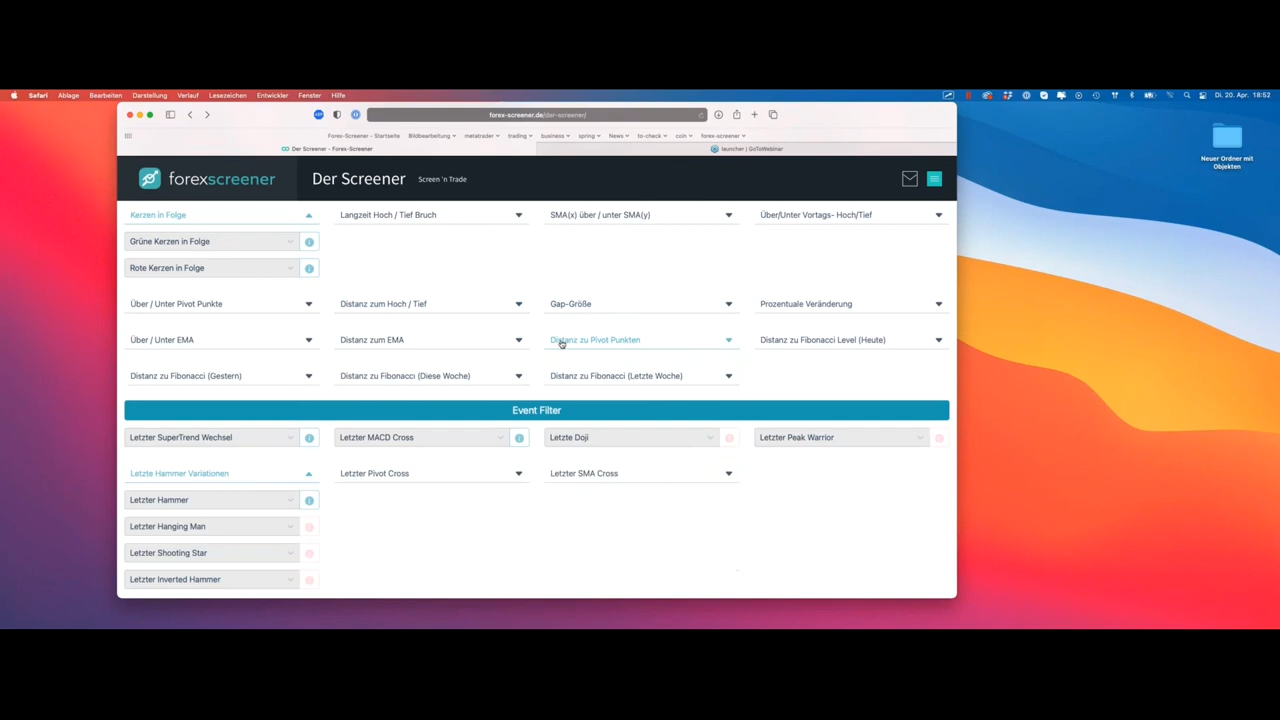 Safari Ablage Bearbeiten Darstellung Verlauf Lesezeichen Entwickler Fenster Hilfe Di. 20. Apr. 18:52
forex-screener.de/der-screener/
Forex-Screener - Startseite Bildbearbeitung metatrader trading business spring News to-check coin forex-screener
Der Screener - Forex-Screener launcher | GoToWebinar
Neuer Ordner mit
Objekten
forexscreener Der Screener Screen 'n Trade
Kerzen in Folge Langzeit Hoch / Tief Bruch SMA(x) über / unter SMA(y) Über/Unter Vortags- Hoch/Tief
Grüne Kerzen in Folge
Rote Kerzen in Folge
Über / Unter Pivot Punkte Distanz zum Hoch / Tief Gap-Größe Prozentuale Veränderung
Über / Unter EMA Distanz zum EMA Distanz zu Pivot Punkten Distanz zu Fibonacci Level (Heute)
Distanz zu Fibonacci (Gestern) Distanz zu Fibonacci (Diese Woche) Distanz zu Fibonacci (Letzte Woche)
Event Filter
Letzter SuperTrend Wechsel Letzter MACD Cross Letzte Doji Letzter Peak Warrior
Letzte Hammer Variationen Letzter Pivot Cross Letzter SMA Cross
Letzter Hammer
Letzter Hanging Man
Letzter Shooting Star
Letzter Inverted Hammer